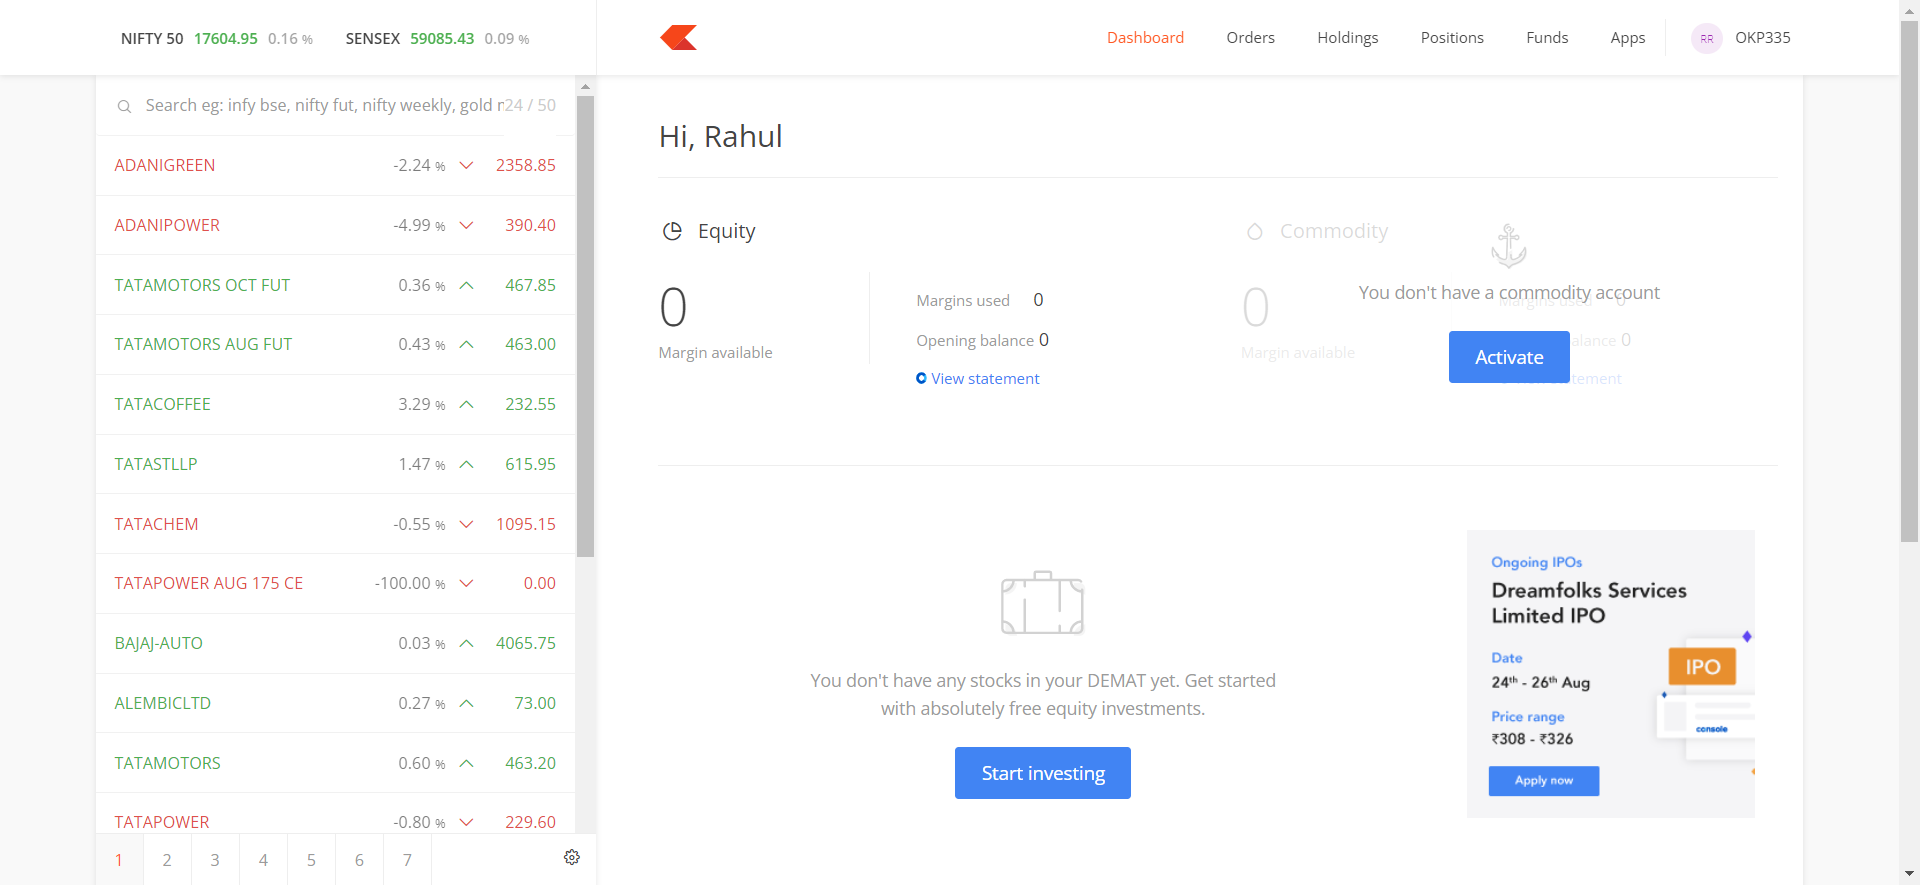 NIFTY 50 17604.95 0.16 % SENSEX 59085.43 0.09 %
Dashboard Orders Holdings Positions Funds Apps RR OKP335
Search eg: infy bse, nifty fut, nifty weekly, gold 24 / 50
ADANIGREEN -2.24 % 2358.85
ADANIPOWER -4.99 % 390.40
TATAMOTORS OCT FUT 0.36 % 467.85
TATAMOTORS AUG FUT 0.43 % 463.00
TATACOFFEE 3.29 % 232.55
TATASTLLP 1.47 % 615.95
TATACHEM -0.55 % 1095.15
TATAPOWER AUG 175 CE -100.00 % 0.00
BAJAJ-AUTO 0.03 % 4065.75
ALEMBICLTD 0.27 % 73.00
TATAMOTORS 0.60 % 463.20
TATAPOWER -0.80 % 229.60
1 2 3 4 5 6 7
Hi, Rahul
Equity
0
Margin available
Margins used 0
Opening balance 0
View statement
Commodity
0
Margin available
Margins used 0
0
You don't have a commodity account
Activate
You don't have any stocks in your DEMAT yet. Get started
with absolutely free equity investments.
Start investing
Ongoing IPOs
Dreamfolks Services
Limited IPO
Date
24th - 26th Aug
Price range
₹308 - ₹326
Apply now
IPO
console